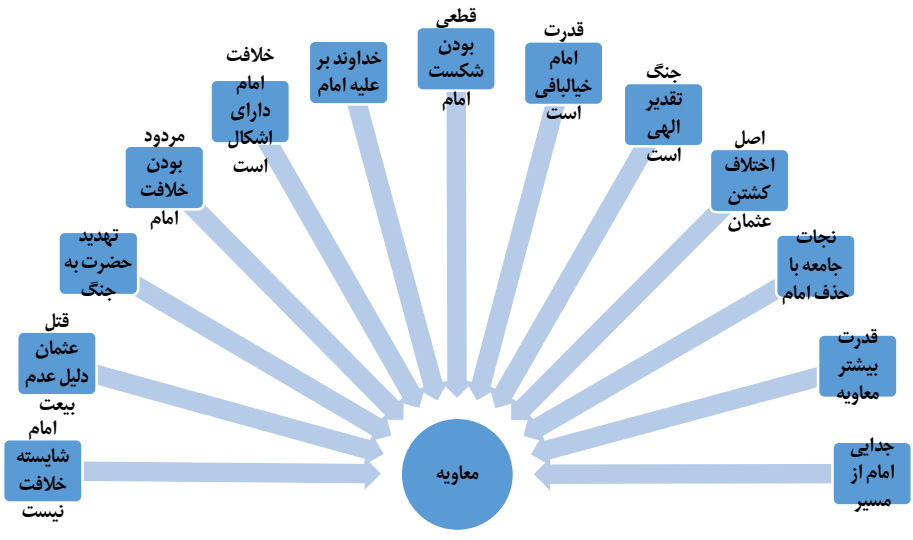 قطعی
بودن
شکست
امام
قدرت
امام
خیالبافی
است
جنگ
تقدیر
الهی
است
اصل
اختلاف
کشتن
عثمان
نجات
جامعه با
حذف امام
قدرت
بیشتر
معاویه
جدایی
امام از
مسیر
خداوند بر
علیه امام
خلافت
امام
دارای
اشکال
است
مردود
بودن
خلافت
امام
تهدید
حضرت به
جنگ
قتل
عثمان
دلیل عدم
بیعت
امام
شایسته
خلافت
نیست
معاویه